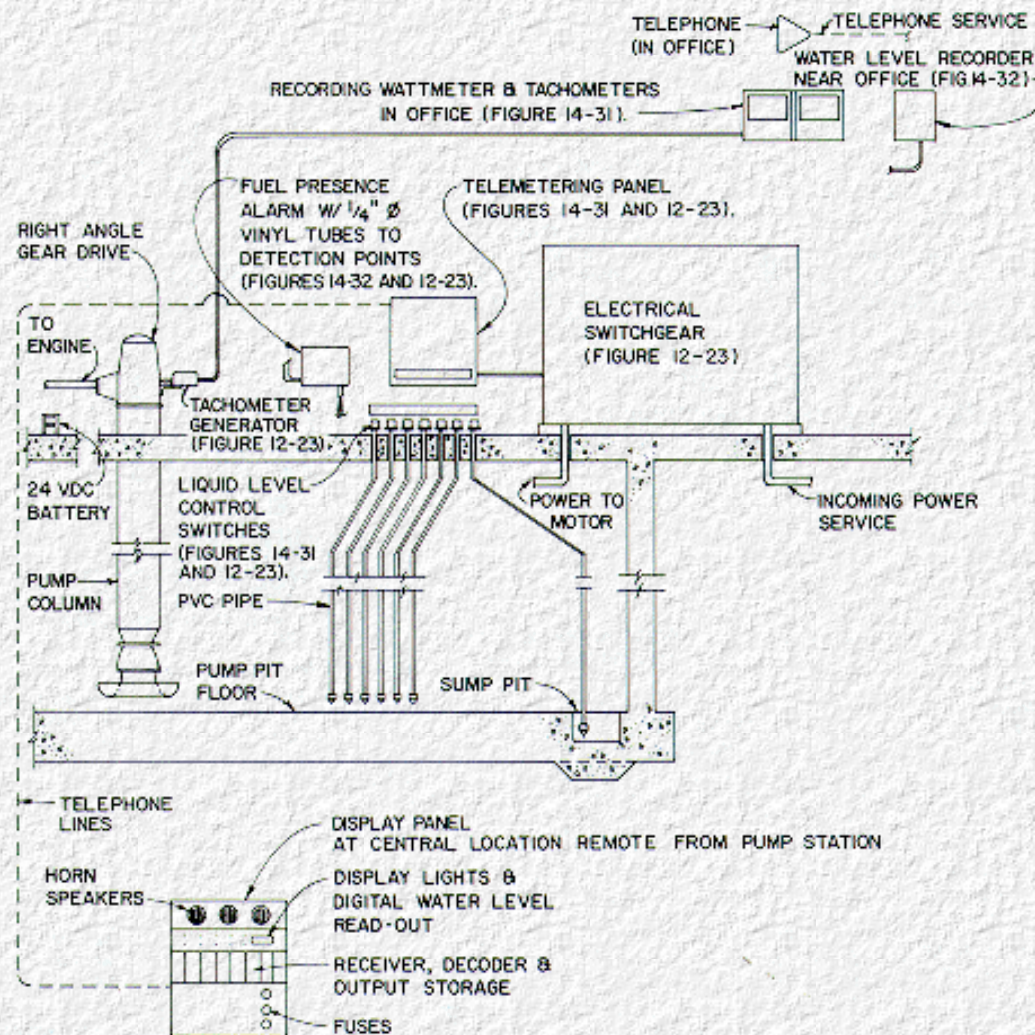 TELEPHONE
(IN OFFICE)
TELEPHONE SERVICE
WATER LEVEL RECORDER
NEAR OFFICE (FIG.14-32)
RECORDING WATTMETER & TACHOMETERS
IN OFFICE (FIGURE 14-31).
FUEL PRESENCE
ALARM W/ 1/4" Ø
VINYL TUBES TO
DETECTION POINTS
(FIGURES 14-32 AND 12-23).
TELEMETERING PANEL
(FIGURES 14-31 AND 12-23).
RIGHT ANGLE
GEAR DRIVE
TO
ENGINE
ELECTRICAL
SWITCHGEAR
(FIGURE 12-23)
TACHOMETER
GENERATOR
(FIGURE 12-23).
24 VDC
BATTERY
LIQUID LEVEL
CONTROL
SWITCHES
(FIGURES 14-31
AND 12-23).
POWER TO
MOTOR
INCOMING POWER
SERVICE
PUMP
COLUMN
PVC PIPE
PUMP PIT
FLOOR
SUMP PIT
TELEPHONE
LINES
DISPLAY PANEL
AT CENTRAL LOCATION REMOTE FROM PUMP STATION
HORN
SPEAKERS
DISPLAY LIGHTS &
DIGITAL WATER LEVEL
READ-OUT
RECEIVER, DECODER &
OUTPUT STORAGE
FUSES